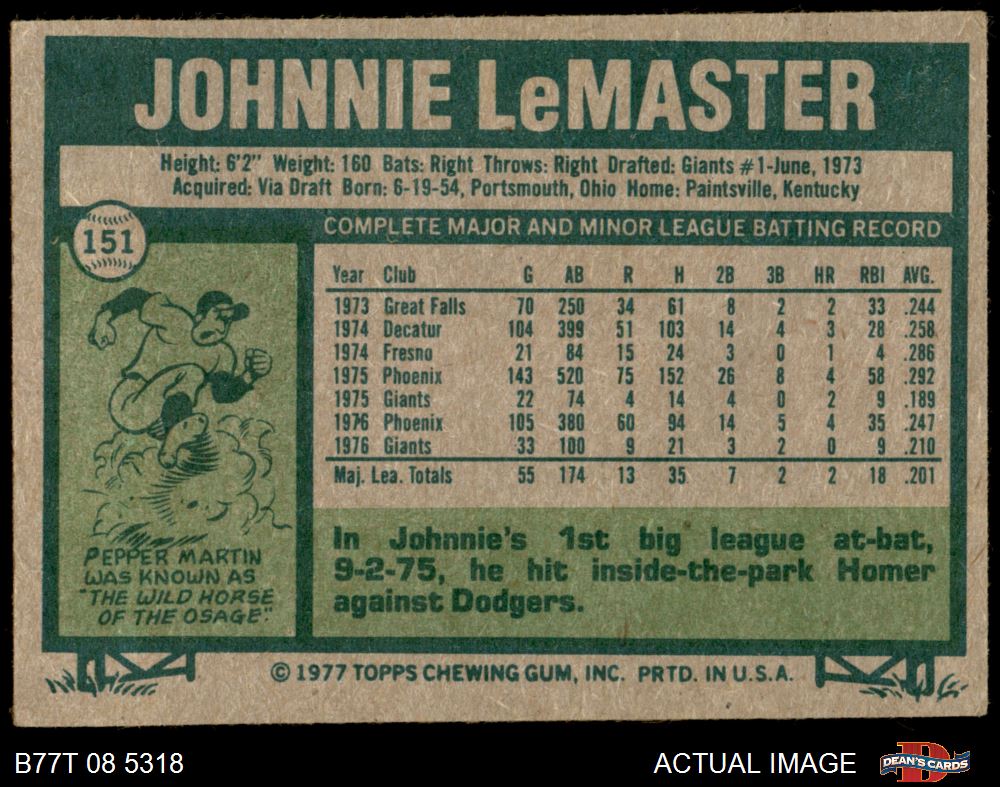 JOHNNIE LeMASTER
Height: 6'2" Weight: 160 Bats: Right Throws: Right Drafted: Giants #1-June, 1973
Acquired: Via Draft Born: 6-19-54, Portsmouth, Ohio Home: Paintsville, Kentucky
151
COMPLETE MAJOR AND MINOR LEAGUE BATTING RECORD
Year Club G AB R H 2B 3B HR RBI AVG.
1973 Great Falls 70 250 34 61 8 2 2 33 .244
1974 Decatur 104 399 51 103 14 4 3 28 .258
1974 Fresno 21 84 15 24 3 0 1 4 .286
1975 Phoenix 143 520 75 152 26 8 4 58 .292
1975 Giants 22 74 4 14 4 0 2 9 .189
1976 Phoenix 105 380 60 94 14 5 4 35 .247
1976 Giants 33 100 9 21 3 2 0 9 .210
Maj. Lea. Totals 55 174 13 35 7 2 2 18 .201
PEPPER MARTIN
WAS KNOWN AS
"THE WILD HORSE
OF THE OSAGE".
In Johnnie's 1st big league at-bat,
9-2-75, he hit inside-the-park Homer
against Dodgers.
© 1977 TOPPS CHEWING GUM, INC. PRTD. IN U.S.A.
B77T 08 5318
ACTUAL IMAGE
D
DEAN'S CARDS